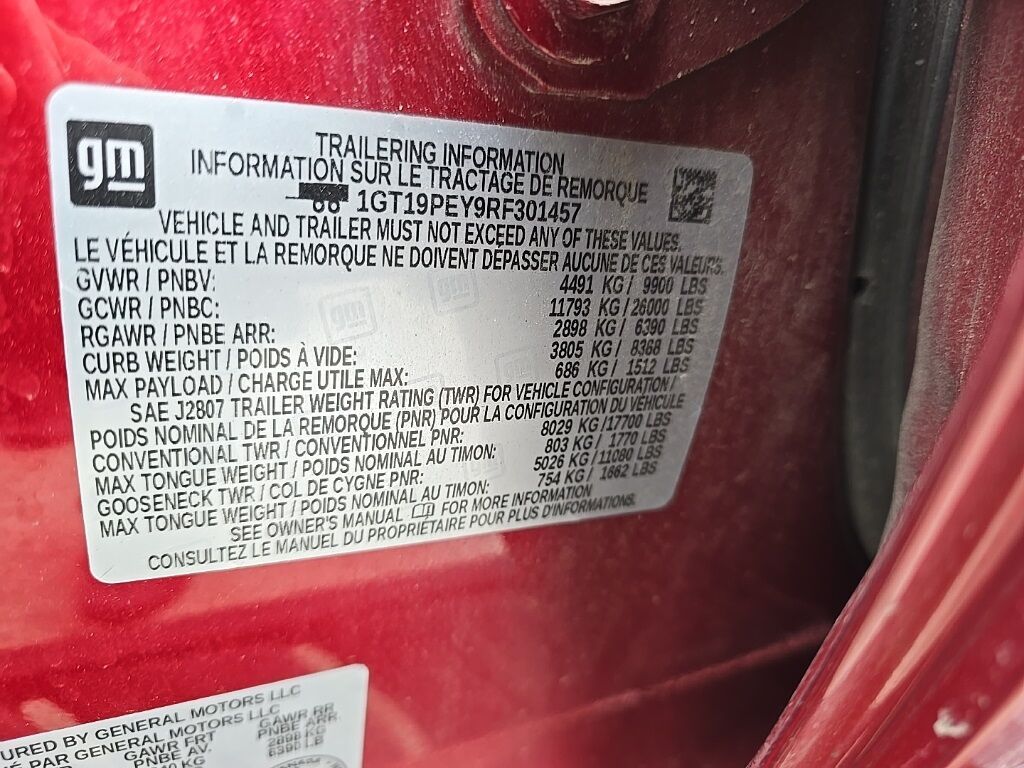 gm
TRAILERING INFORMATION
INFORMATION SUR LE TRACTAGE DE REMORQUE
1GT19PEY9RF301457
VEHICLE AND TRAILER MUST NOT EXCEED ANY OF THESE VALUES.
LE VÉHICULE ET LA REMORQUE NE DOIVENT DÉPASSER AUCUNE DE CES VALEURS.
GVWR / PNBV: 4491 KG / 9900 LBS
GCWR / PNBC: 11793 KG / 26000 LBS
RGAWR / PNBE ARR: 2898 KG / 6390 LBS
CURB WEIGHT / POIDS À VIDE: 3805 KG / 8368 LBS
MAX PAYLOAD / CHARGE UTILE MAX: 686 KG / 1512 LBS
SAE J2807 TRAILER WEIGHT RATING (TWR) FOR VEHICLE CONFIGURATION /
POIDS NOMINAL DE LA REMORQUE (PNR) POUR LA CONFIGURATION DU VÉHICULE
CONVENTIONAL TWR / CONVENTIONNEL PNR: 8029 KG / 17700 LBS
MAX TONGUE WEIGHT / POIDS NOMINAL AU TIMON: 803 KG / 1770 LBS
GOOSENECK TWR / COL DE CYGNE PNR: 5026 KG / 11080 LBS
MAX TONGUE WEIGHT / POIDS NOMINAL AU TIMON: 754 KG / 1662 LBS
SEE OWNER'S MANUAL FOR MORE INFORMATION
CONSULTEZ LE MANUEL DU PROPRIÉTAIRE POUR PLUS D'INFORMATIONS.
URED BY GENERAL MOTORS LLC
É PAR GENERAL MOTORS LLC
GAWR FRT GAWR RR
PNBE AV. PNBE ARR.
KG 2898 KG
6390 LB